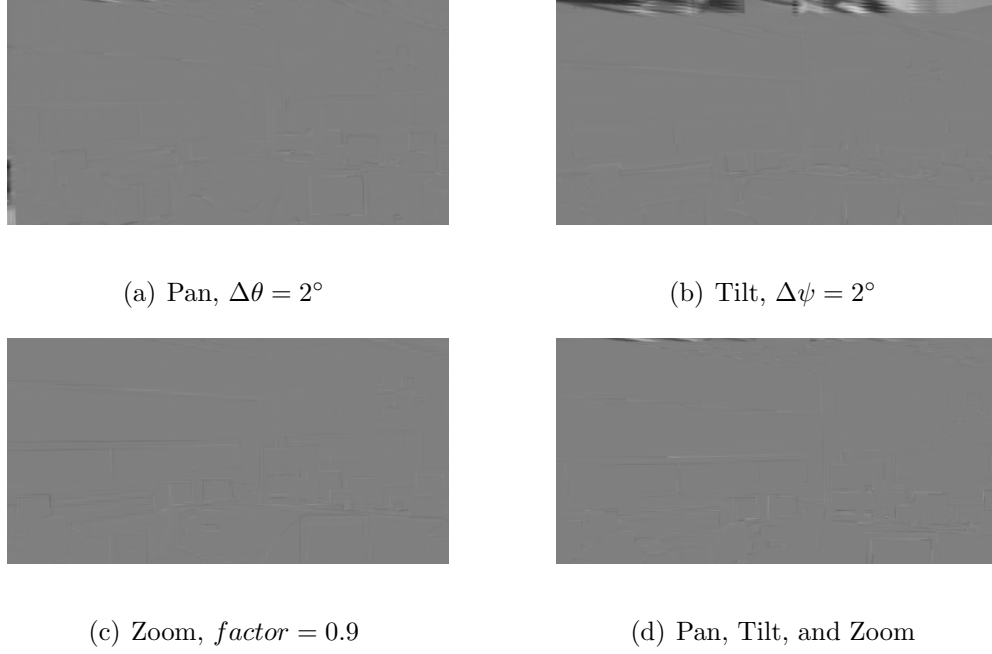 (a) Pan, Δθ = 2°
(b) Tilt, Δψ = 2°
(c) Zoom, factor = 0.9
(d) Pan, Tilt, and Zoom